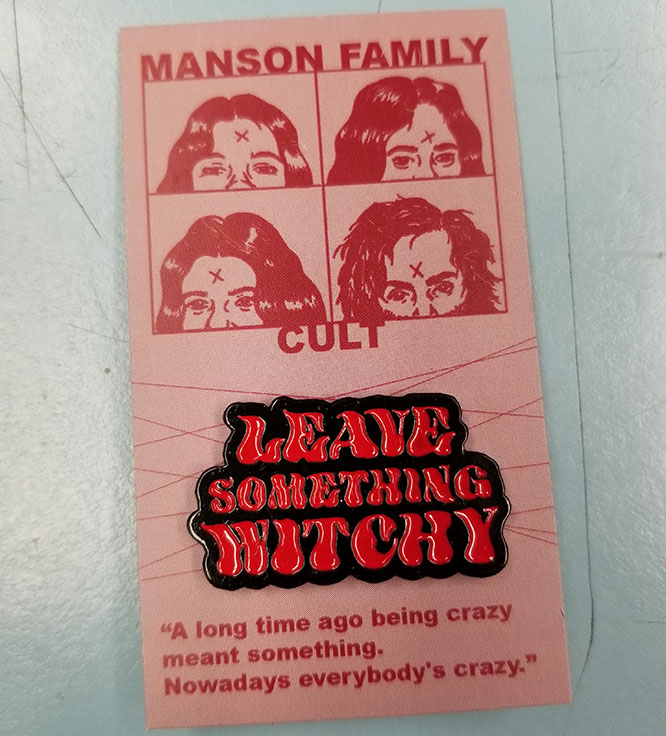 MANSON FAMILY
CULT
LEAVE
SOMETHING
WITCHY
“A long time ago being crazy
meant something.
Nowadays everybody's crazy.”